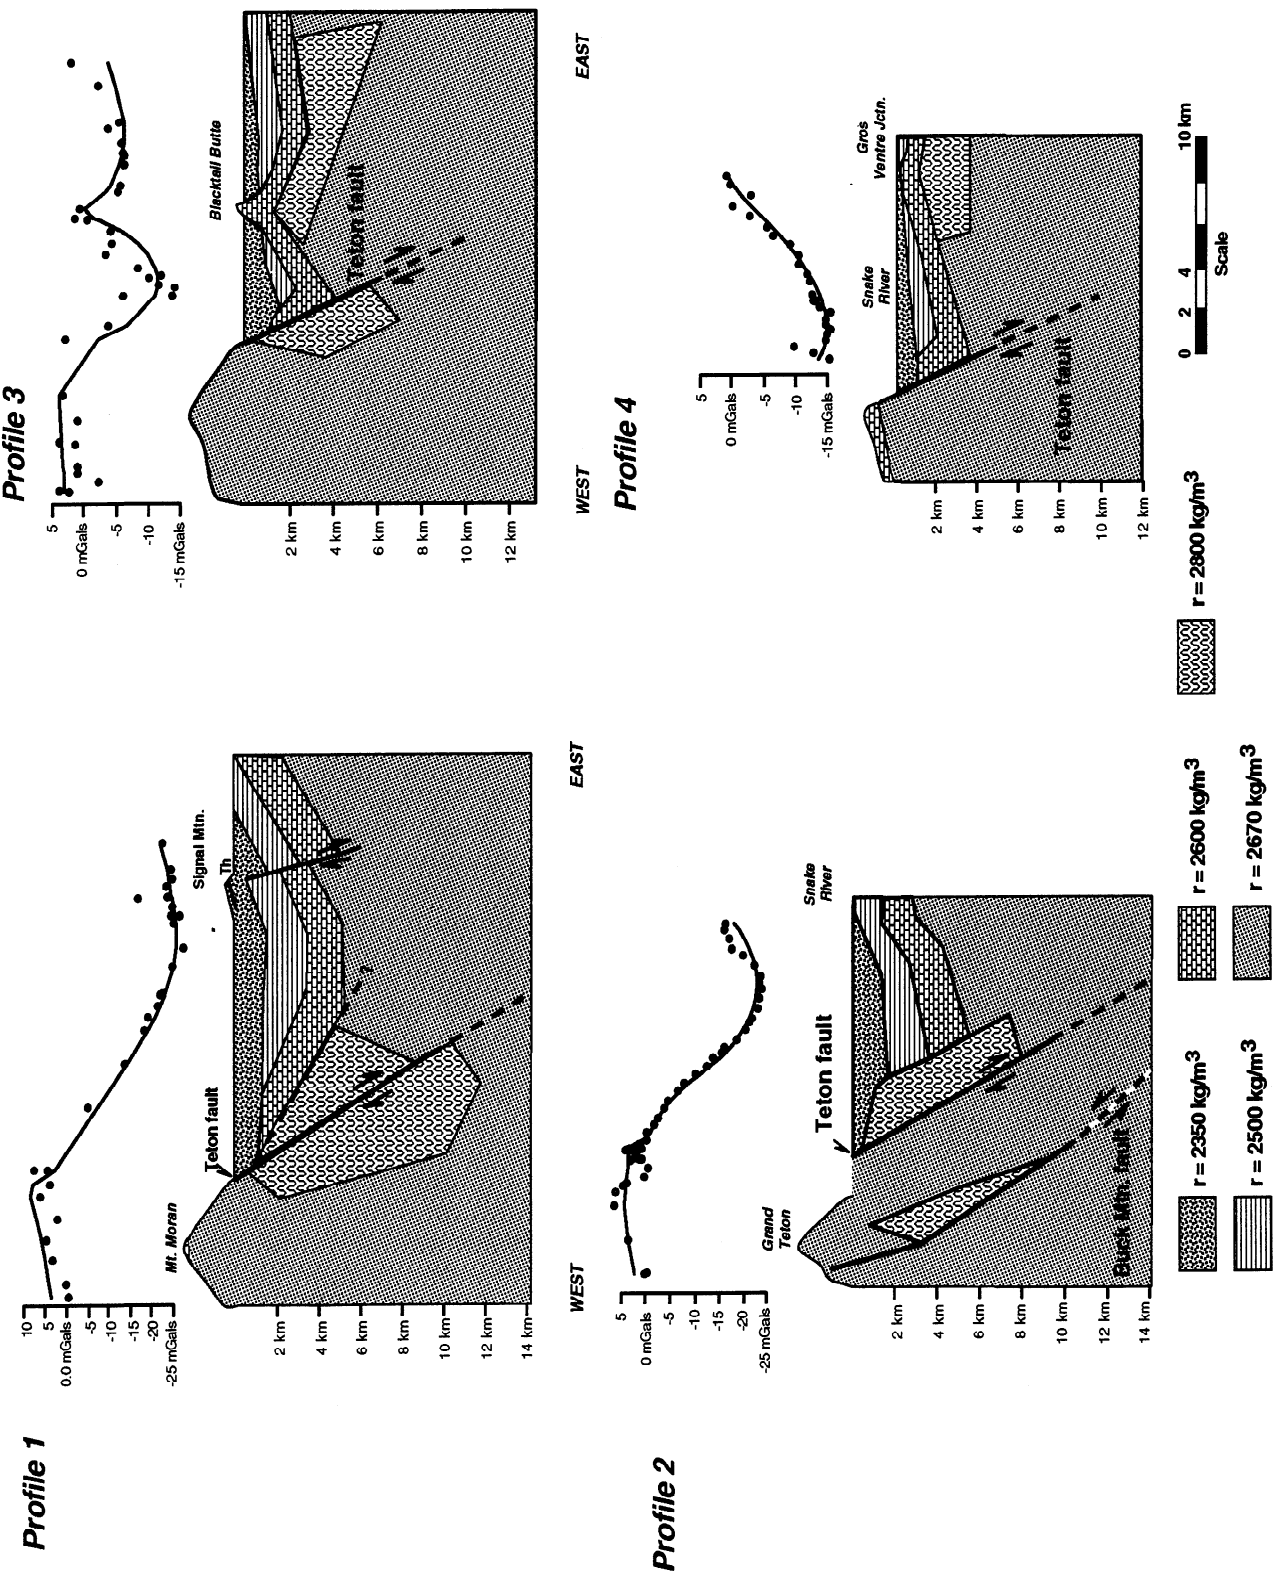 Profile 1
10
5
0.0 mGals
-5
-10
-15
-20
-25 mGals
Mt. Moran
Teton fault
Signal Mtn.
Th
?
2 km
4 km
6 km
8 km
10 km
12 km
14 km
WEST
EAST
Profile 3
5
0 mGals
-5
-10
-15 mGals
Blacktail Butte
Teton fault
2 km
4 km
6 km
8 km
10 km
12 km
WEST
EAST
Profile 2
5
0 mGals
-5
-10
-15
-20
-25 mGals
Grand
Teton
Teton fault
Snake
River
Buck Mtn. fault
2 km
4 km
6 km
8 km
10 km
12 km
14 km
Profile 4
5
0 mGals
-5
-10
-15 mGals
Snake
River
Gros
Ventre Jctn.
Teton fault
2 km
4 km
6 km
8 km
10 km
12 km
0 2 4 10 km
Scale
r = 2350 kg/m3
r = 2600 kg/m3
r = 2800 kg/m3
r = 2500 kg/m3
r = 2670 kg/m3